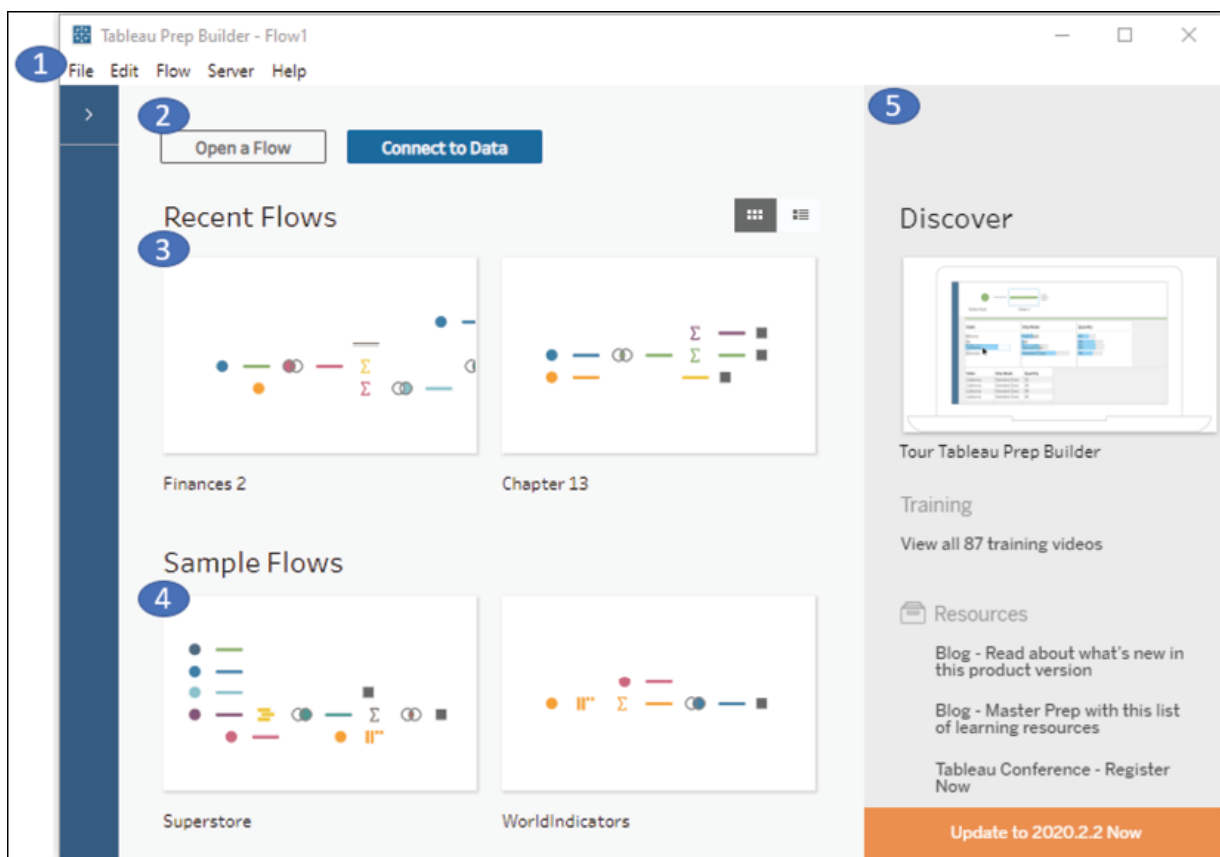 Tableau Prep Builder - Flow1
1
File Edit Flow Server Help
2
Open a Flow
Connect to Data
Recent Flows
3
Finances 2
Chapter 13
Sample Flows
4
Superstore
WorldIndicators
5
Discover
Tour Tableau Prep Builder
Training
View all 87 training videos
Resources
Blog - Read about what's new in
this product version
Blog - Master Prep with this list
of learning resources
Tableau Conference - Register
Now
Update to 2020.2.2 Now